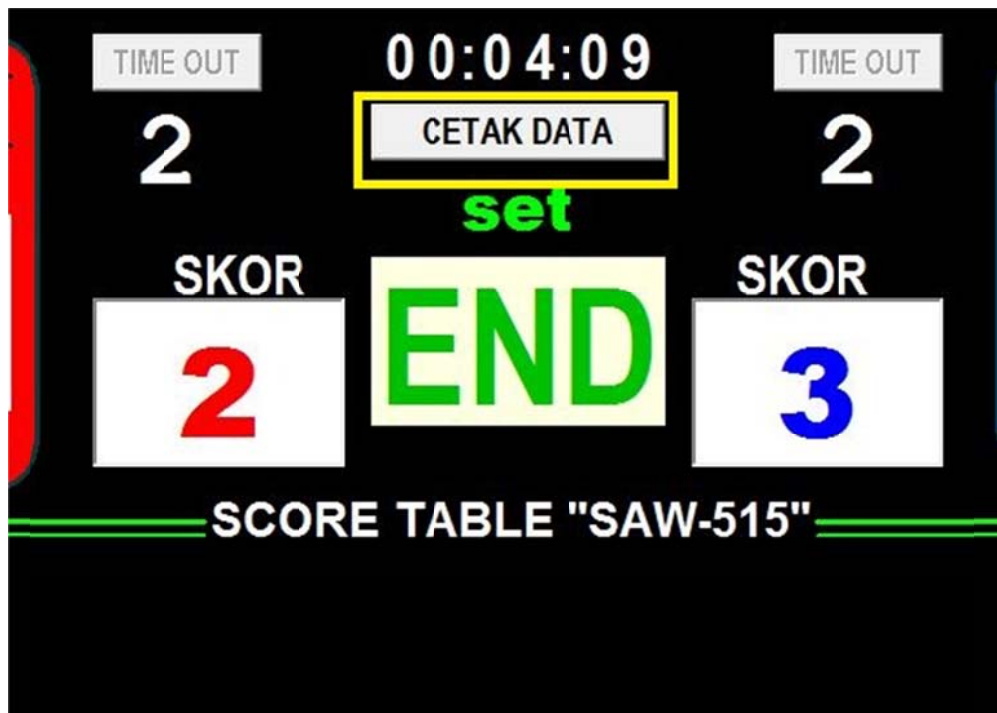 TIME OUT 00:04:09 TIME OUT
2 CETAK DATA 2
set
SKOR SKOR
2 END 3
SCORE TABLE "SAW-515"